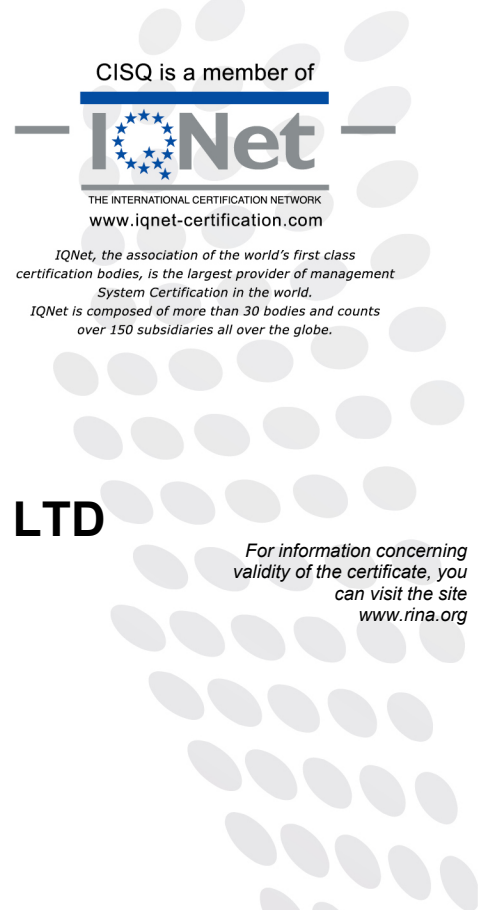 CISQ is a member of
IQNet
THE INTERNATIONAL CERTIFICATION NETWORK
www.iqnet-certification.com
IQNet, the association of the world's first class
certification bodies, is the largest provider of management
System Certification in the world.
IQNet is composed of more than 30 bodies and counts
over 150 subsidiaries all over the globe.
LTD
For information concerning
validity of the certificate, you
can visit the site
www.rina.org